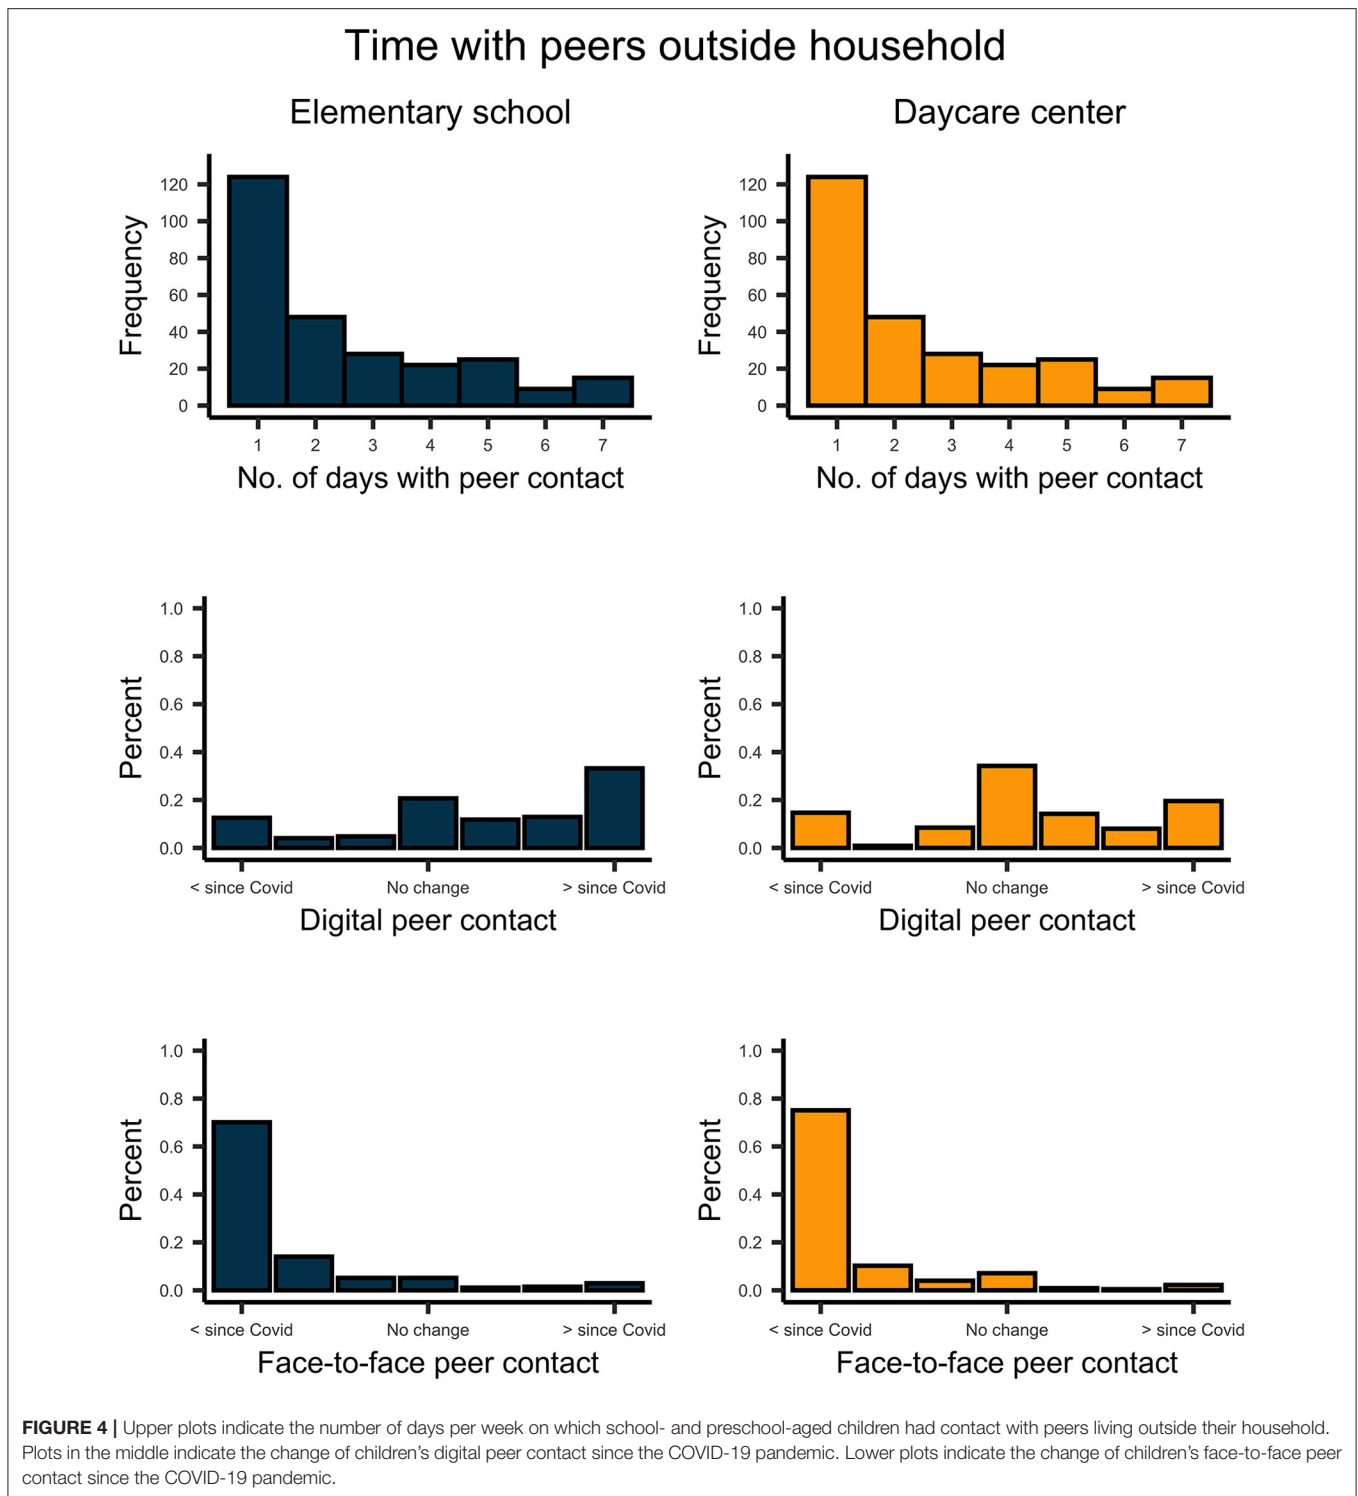 Time with peers outside household
Elementary school
Daycare center
Frequency
120
100
80
60
40
20
0
1 2 3 4 5 6 7
No. of days with peer contact
Frequency
120
100
80
60
40
20
0
1 2 3 4 5 6 7
No. of days with peer contact
Percent
1.0
0.8
0.6
0.4
0.2
0.0
< since Covid No change > since Covid
Digital peer contact
Percent
1.0
0.8
0.6
0.4
0.2
0.0
< since Covid No change > since Covid
Digital peer contact
Percent
1.0
0.8
0.6
0.4
0.2
0.0
< since Covid No change > since Covid
Face-to-face peer contact
Percent
1.0
0.8
0.6
0.4
0.2
0.0
< since Covid No change > since Covid
Face-to-face peer contact
FIGURE 4 | Upper plots indicate the number of days per week on which school- and preschool-aged children had contact with peers living outside their household.
Plots in the middle indicate the change of children's digital peer contact since the COVID-19 pandemic. Lower plots indicate the change of children's face-to-face peer
contact since the COVID-19 pandemic.